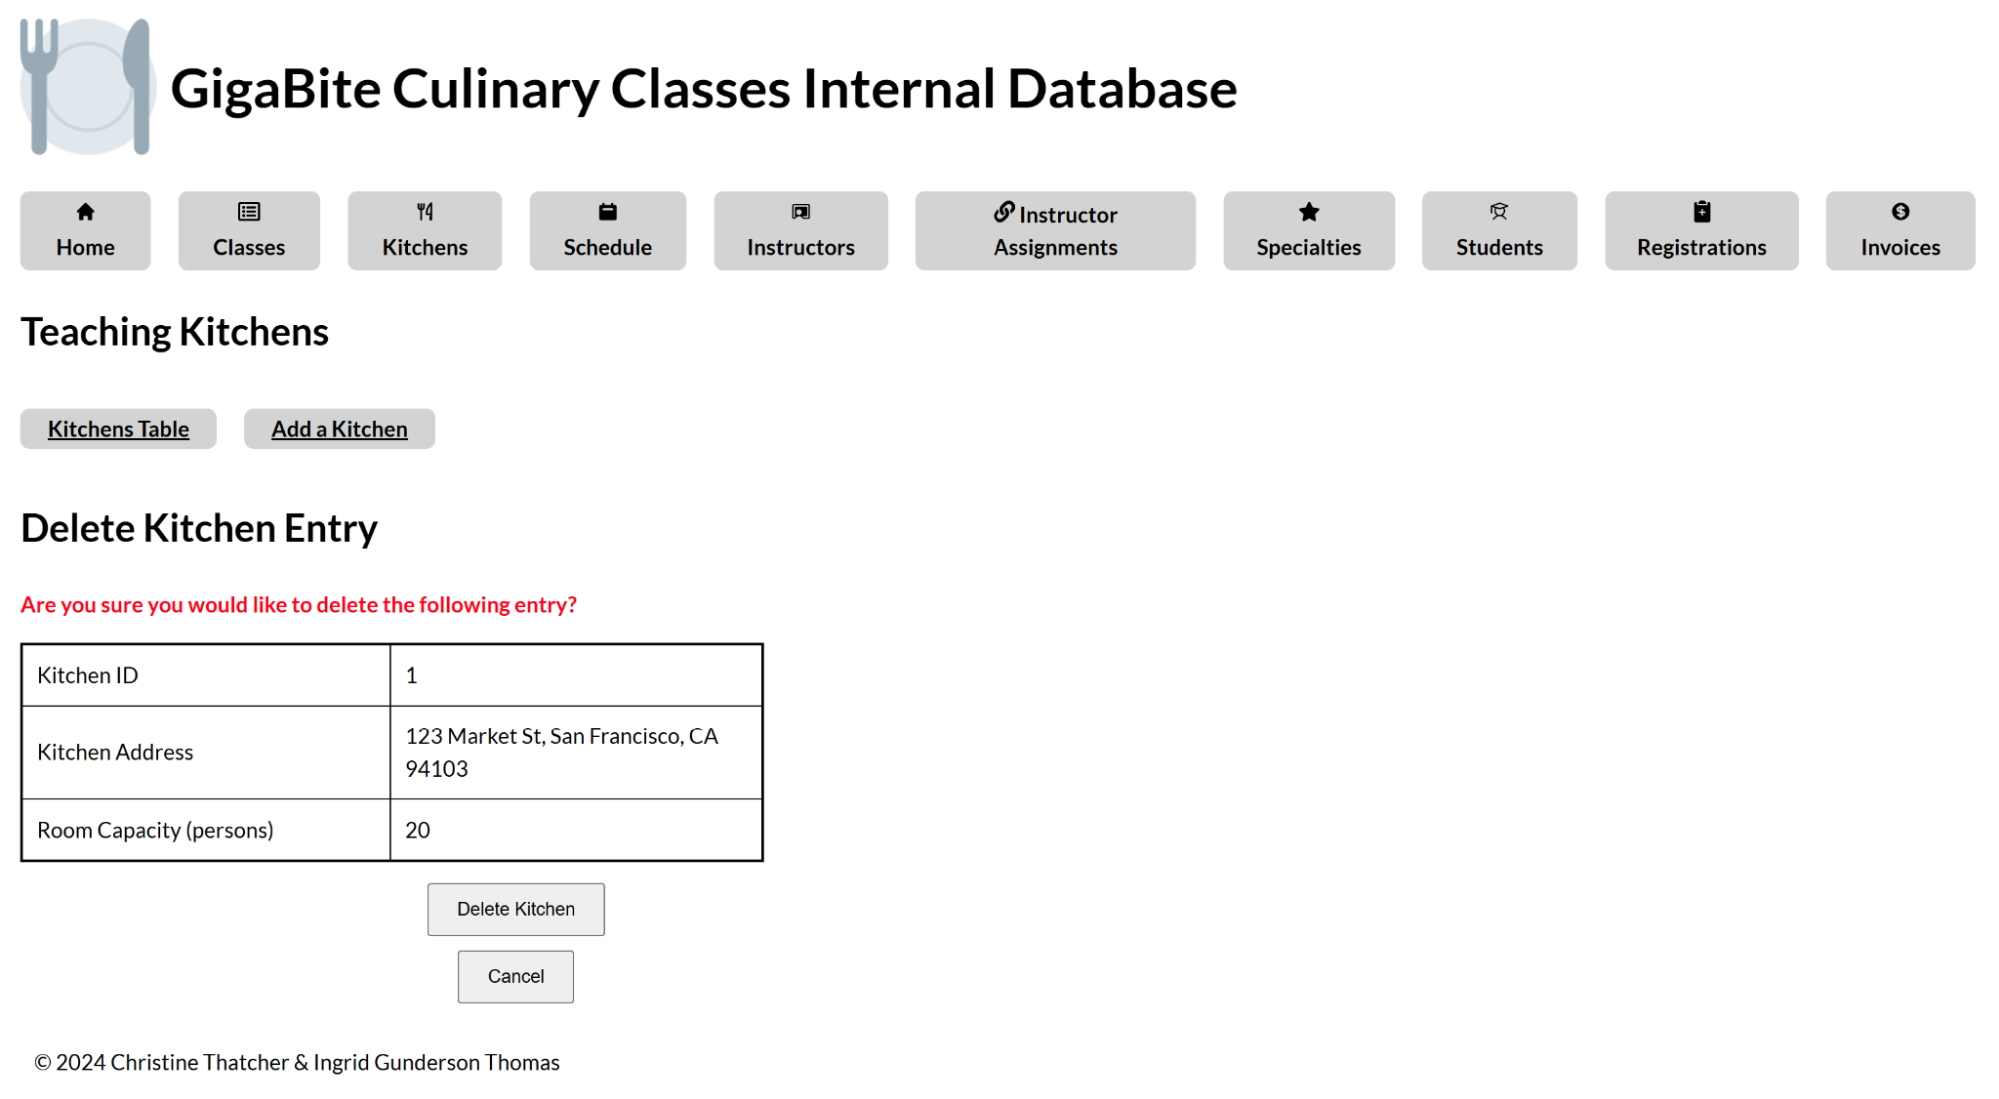 GigaBite Culinary Classes Internal Database
Home
Classes
Kitchens
Schedule
Instructors
Instructor
Assignments
Specialties
Students
Registrations
Invoices
Teaching Kitchens
Kitchens Table
Add a Kitchen
Delete Kitchen Entry
Are you sure you would like to delete the following entry?
Kitchen ID
1
Kitchen Address
123 Market St, San Francisco, CA
94103
Room Capacity (persons)
20
Delete Kitchen
Cancel
© 2024 Christine Thatcher & Ingrid Gunderson Thomas